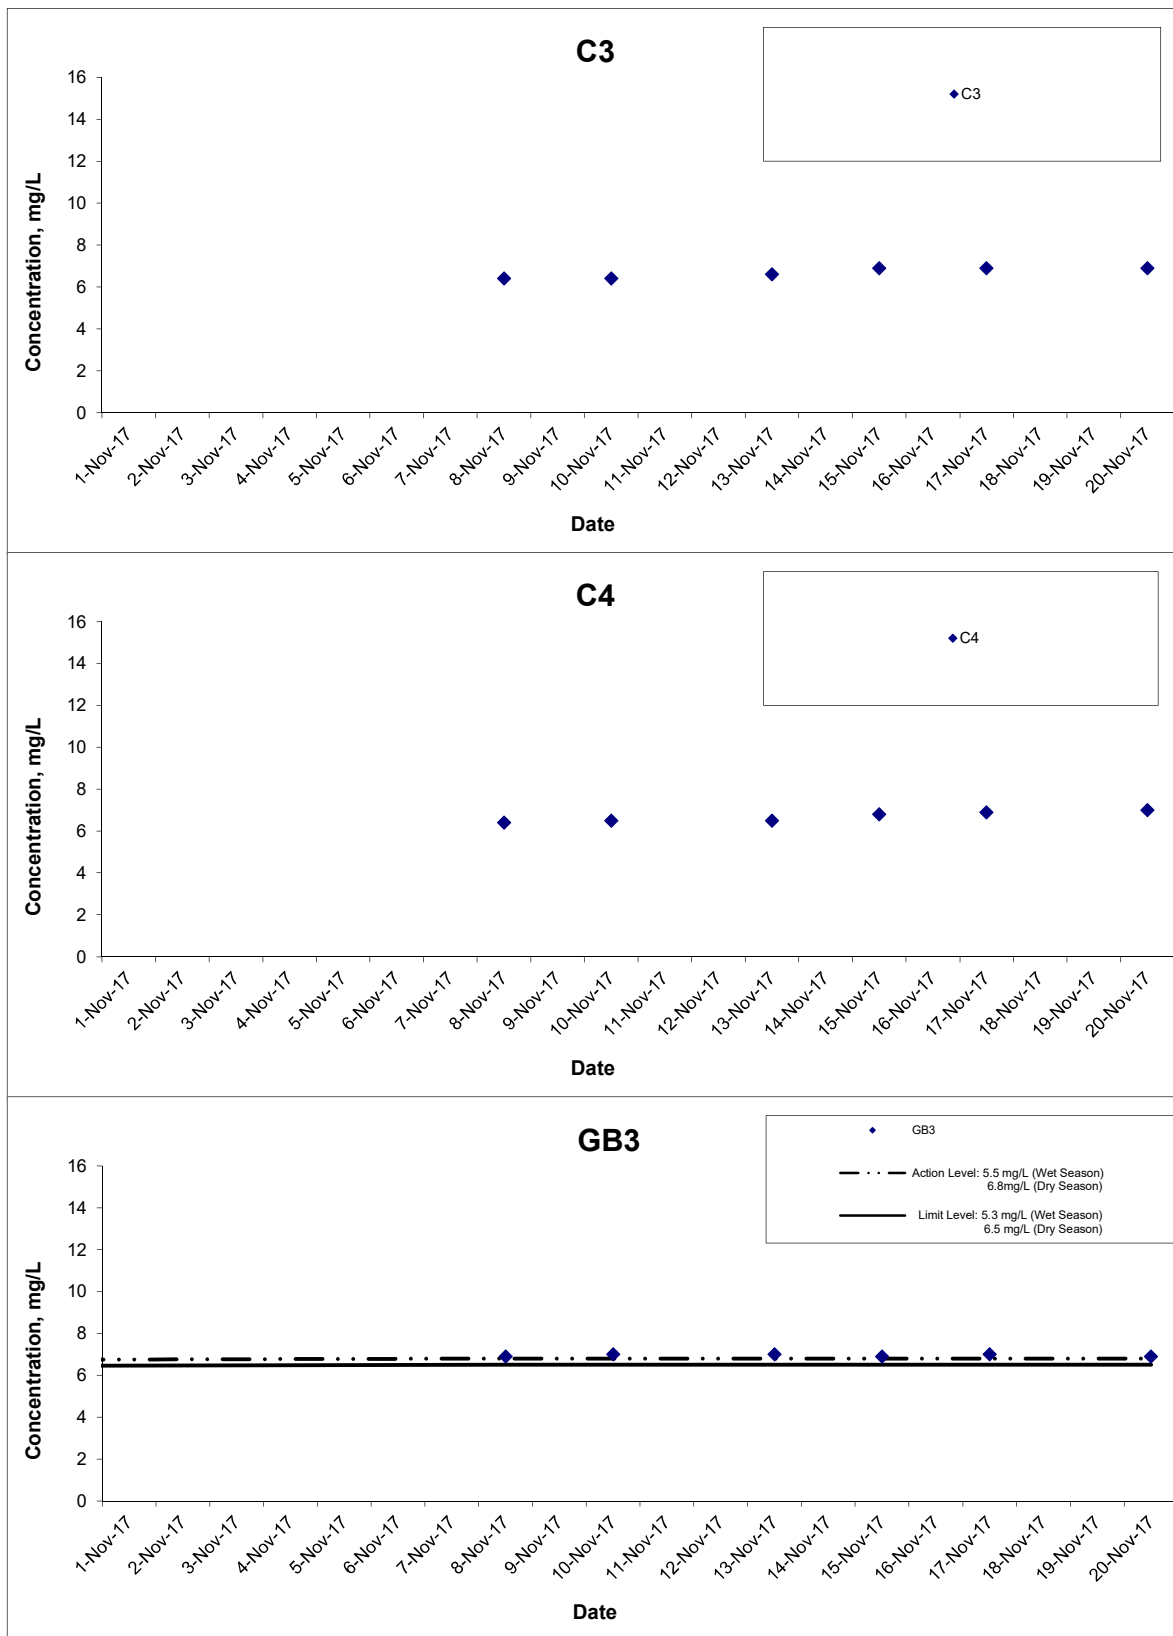 C3
C3
16
14
12
10
8
6
4
2
0
Concentration, mg/L
1-Nov-17
2-Nov-17
3-Nov-17
4-Nov-17
5-Nov-17
6-Nov-17
7-Nov-17
8-Nov-17
9-Nov-17
10-Nov-17
11-Nov-17
12-Nov-17
13-Nov-17
14-Nov-17
15-Nov-17
16-Nov-17
17-Nov-17
18-Nov-17
19-Nov-17
20-Nov-17
Date
C4
C4
16
14
12
10
8
6
4
2
0
Concentration, mg/L
1-Nov-17
2-Nov-17
3-Nov-17
4-Nov-17
5-Nov-17
6-Nov-17
7-Nov-17
8-Nov-17
9-Nov-17
10-Nov-17
11-Nov-17
12-Nov-17
13-Nov-17
14-Nov-17
15-Nov-17
16-Nov-17
17-Nov-17
18-Nov-17
19-Nov-17
20-Nov-17
Date
GB3
GB3
Action Level: 5.5 mg/L (Wet Season)
6.8mg/L (Dry Season)
Limit Level: 5.3 mg/L (Wet Season)
6.5 mg/L (Dry Season)
16
14
12
10
8
6
4
2
0
Concentration, mg/L
1-Nov-17
2-Nov-17
3-Nov-17
4-Nov-17
5-Nov-17
6-Nov-17
7-Nov-17
8-Nov-17
9-Nov-17
10-Nov-17
11-Nov-17
12-Nov-17
13-Nov-17
14-Nov-17
15-Nov-17
16-Nov-17
17-Nov-17
18-Nov-17
19-Nov-17
20-Nov-17
Date